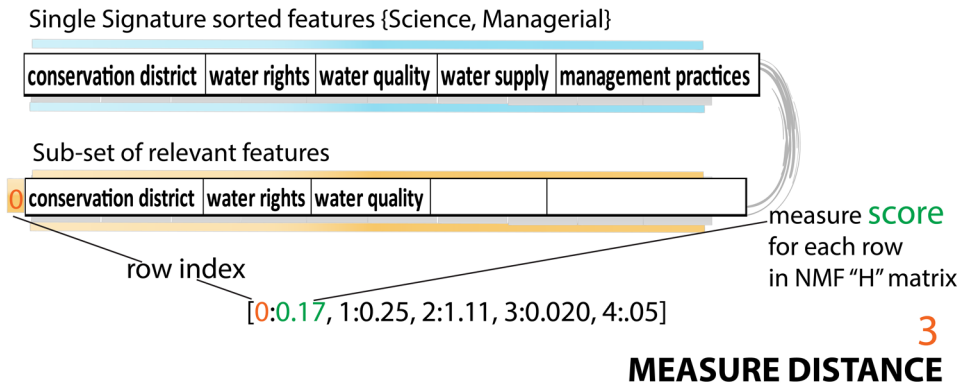 Single Signature sorted features {Science, Managerial}
conservation district water rights water quality water supply management practices
Sub-set of relevant features
0 conservation district water rights water quality
measure score
for each row
in NMF “H” matrix
row index
[0:0.17, 1:0.25, 2:1.11, 3:0.020, 4:.05]
3
MEASURE DISTANCE